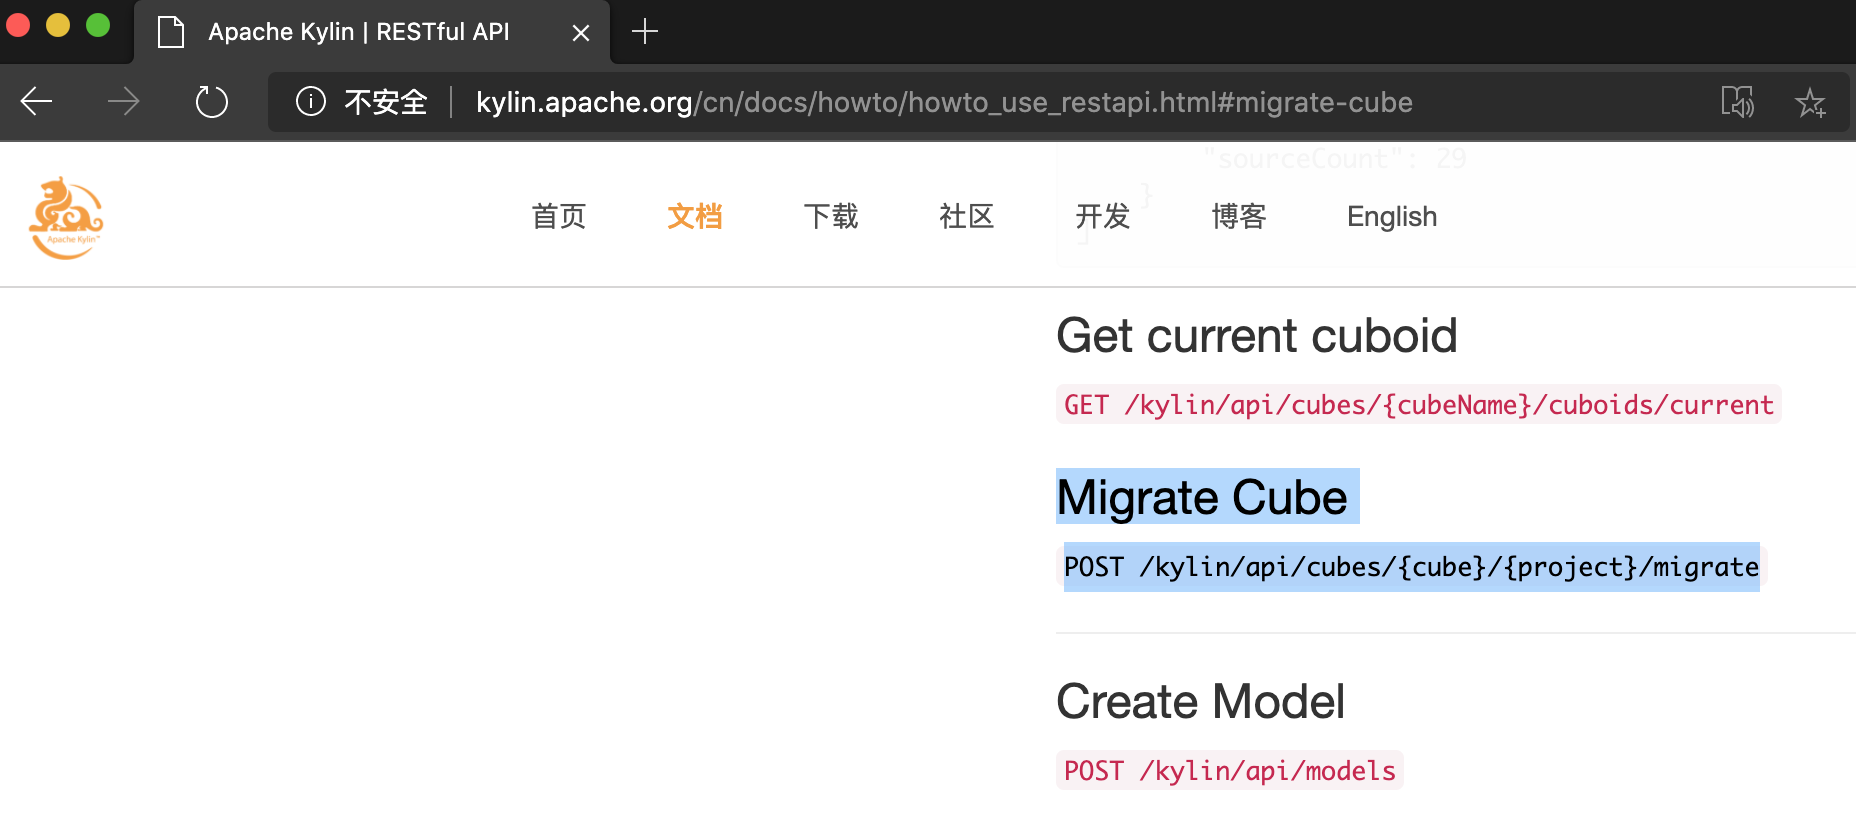 Apache Kylin | RESTful API
不安全 kylin.apache.org/cn/docs/howto/howto_use_restapi.html#migrate-cube
"sourceCount": 29
}
]
Apache Kylin™
首页 文档 下载 社区 开发 博客 English
Get current cuboid
GET /kylin/api/cubes/{cubeName}/cuboids/current
Migrate Cube
POST /kylin/api/cubes/{cube}/{project}/migrate
Create Model
POST /kylin/api/models